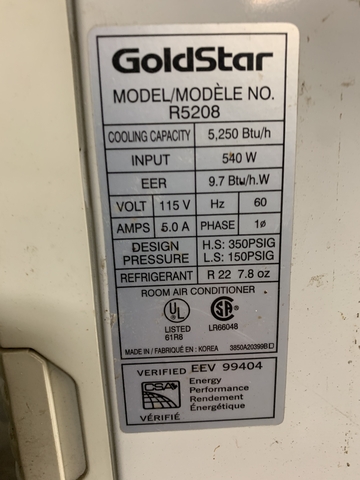 GoldStar
MODEL/MODÈLE NO.
R5208
COOLING CAPACITY 5,250 Btu/h
INPUT 540 W
EER 9.7 Btu/h.W
VOLT 115 V Hz 60
AMPS 5.0 A PHASE 1ø
DESIGN PRESSURE H.S: 350PSIG
L.S: 150PSIG
REFRIGERANT R 22 7.8 oz
ROOM AIR CONDITIONER
UL ®
LISTED
61R8
SA ®
LR66048
MADE IN / FABRIQUÉ EN : KOREA 3850A20399B
VERIFIED EEV 99404
CSA
VÉRIFIÉ
Energy
Performance
Rendement
Énergétique